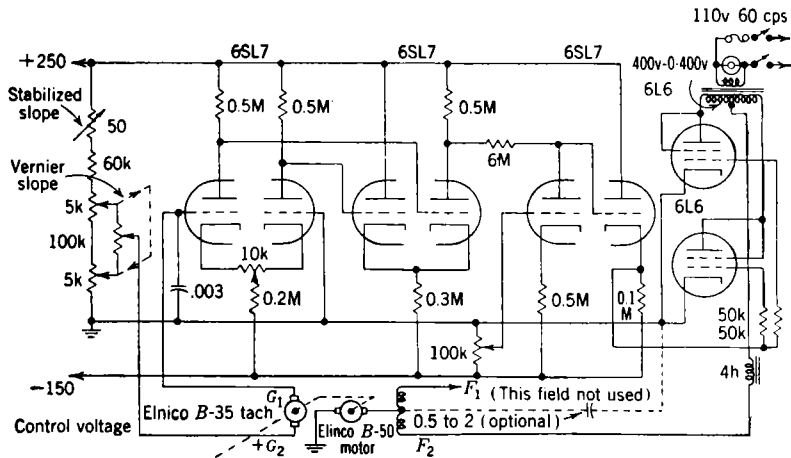 110v 60 cps
6SL7
6SL7
6SL7
+250
400v-0-400v
6L6
Stabilized
slope
50
0.5M
0.5M
0.5M
6M
60k
Vernier
slope
5k
100k
5k
6L6
10k
.003
0.2M
0.3M
0.5M
0.1
M
50k
50k
100k
4h
-150
G1
F1 (This field not used)
Elnico B-35 tach
Control voltage
+G2
Elinco B-50
motor
0.5 to 2 (optional)
F2